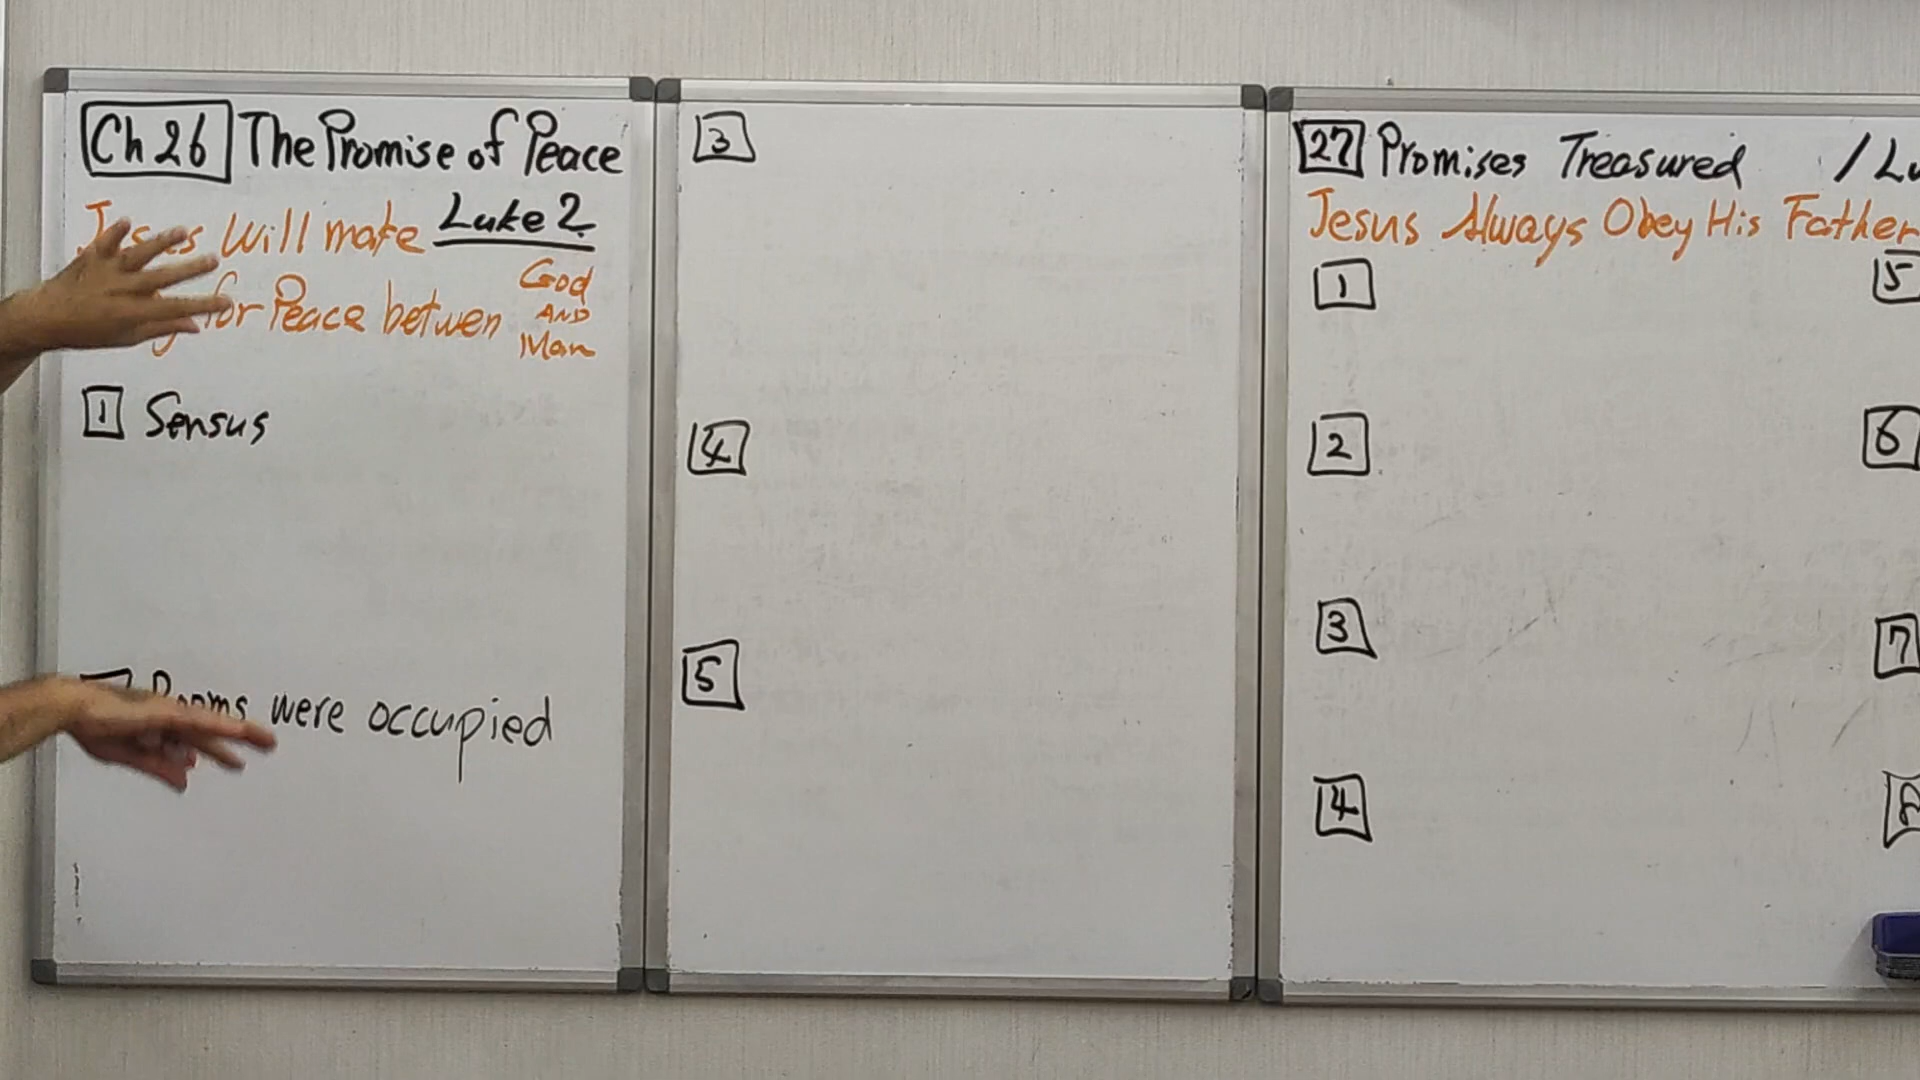 Ch 26 The Promise of Peace
Jesus will make Luke 2
for Peace betwen God AND Man
1 Sensus
Rooms were occupied
3
4
5
27 Promises Treasured /Lu
Jesus Always Obey His Father
1
2
3
4
5
6
7
8